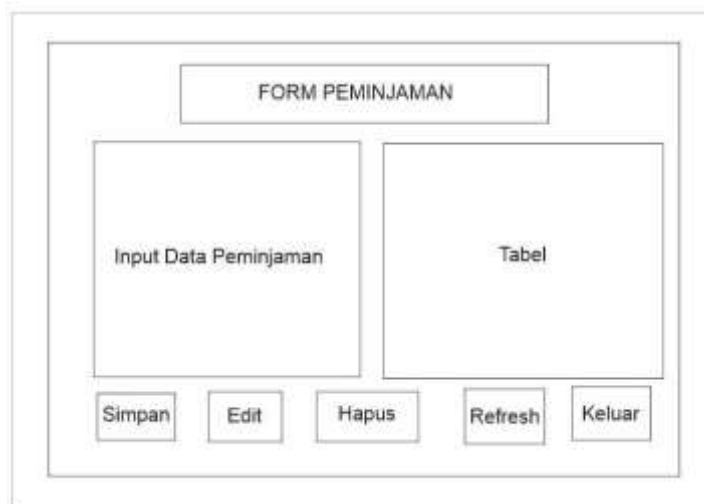 FORM PEMINJAMAN
Input Data Peminjaman
Tabel
Simpan
Edit
Hapus
Refresh
Keluar